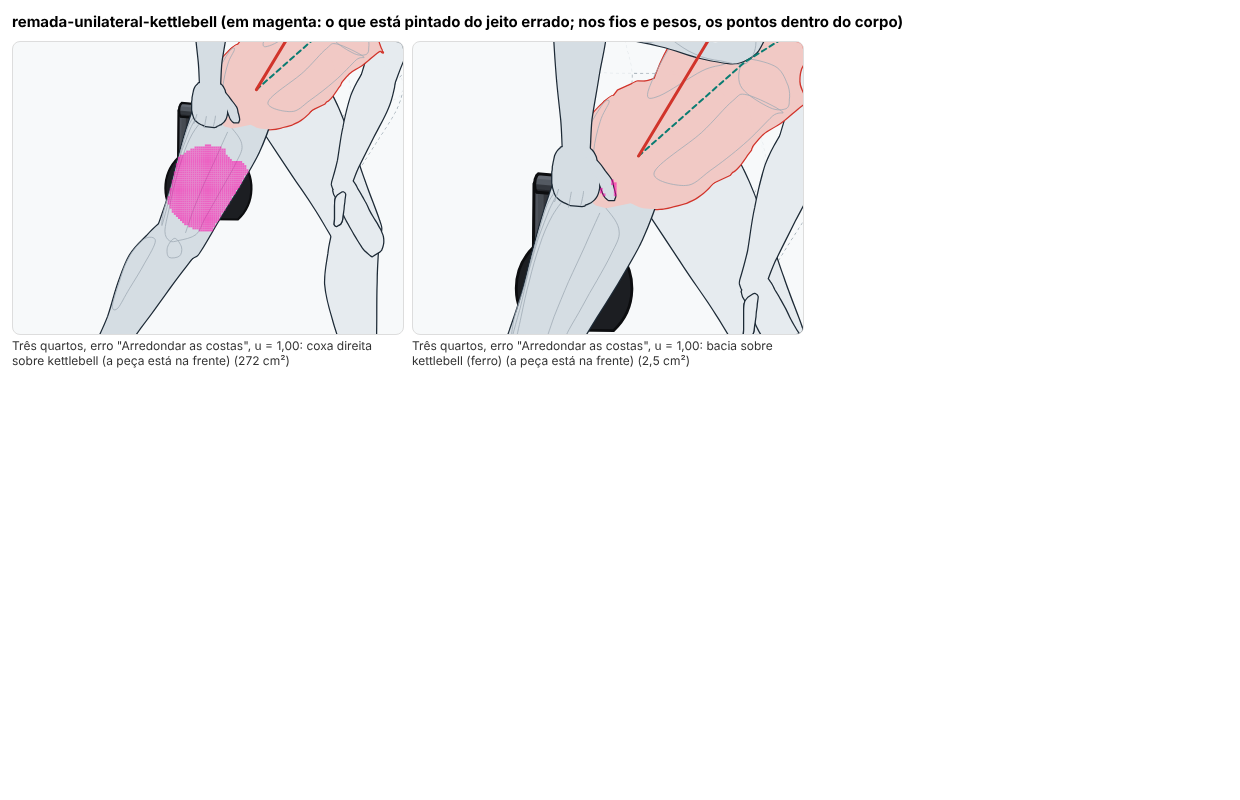 remada-unilateral-kettlebell (em magenta: o que está pintado do jeito errado; nos fios e pesos, os pontos dentro do corpo)
Três quartos, erro "Arredondar as costas", u = 1,00: coxa direita
sobre kettlebell (a peça está na frente) (272 cm²)
Três quartos, erro "Arredondar as costas", u = 1,00: bacia sobre
kettlebell (ferro) (a peça está na frente) (2,5 cm²)